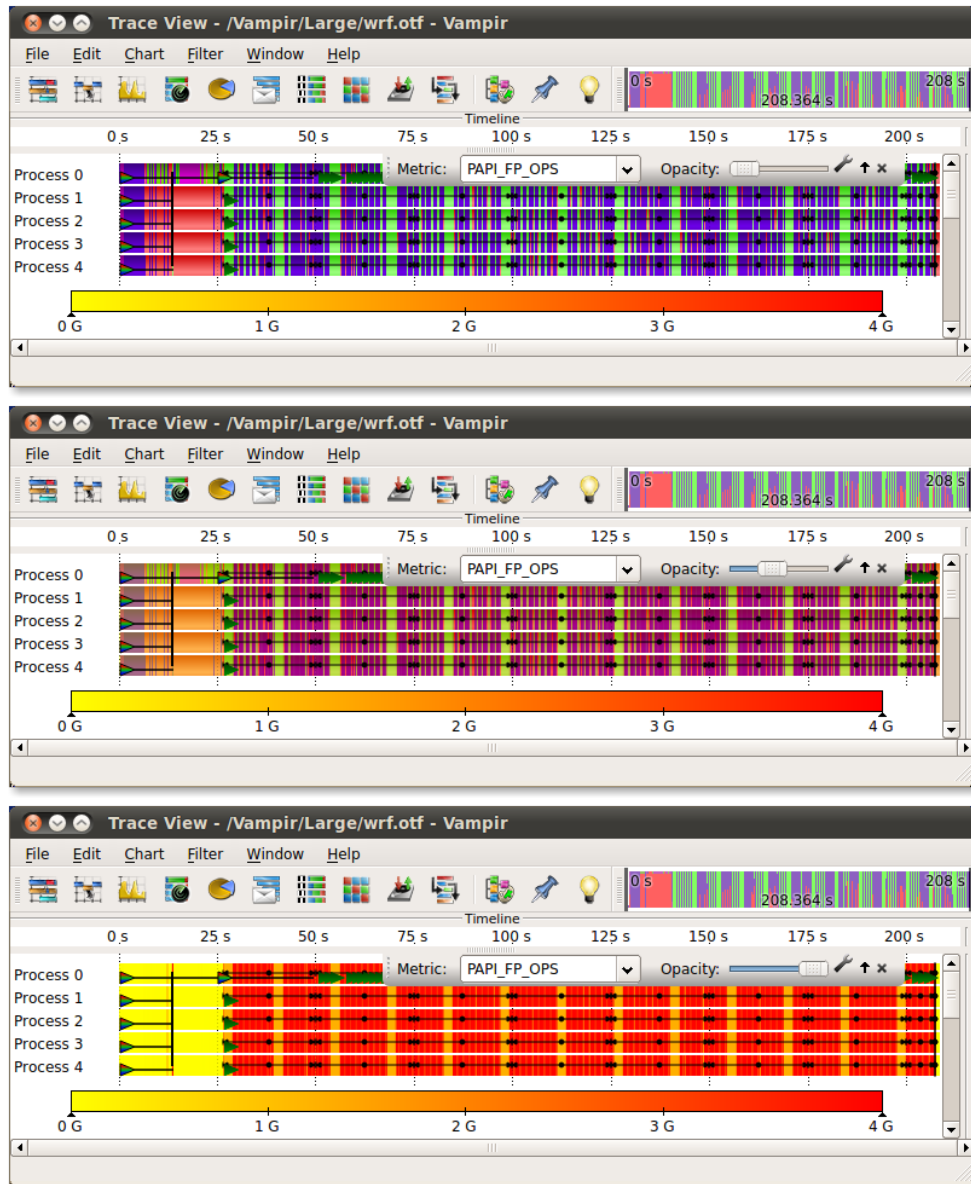 Trace View - /Vampir/Large/wrf.otf - Vampir
File Edit Chart Filter Window Help
0 s 208 s
208.364 s
Timeline
0 s 25 s 50 s 75 s 100 s 125 s 150 s 175 s 200 s
Process 0 Metric: PAPI_FP_OPS Opacity:
Process 1
Process 2
Process 3
Process 4
0 G 1 G 2 G 3 G 4 G
Trace View - /Vampir/Large/wrf.otf - Vampir
File Edit Chart Filter Window Help
0 s 208 s
208.364 s
Timeline
0 s 25 s 50 s 75 s 100 s 125 s 150 s 175 s 200 s
Process 0 Metric: PAPI_FP_OPS Opacity:
Process 1
Process 2
Process 3
Process 4
0 G 1 G 2 G 3 G 4 G
Trace View - /Vampir/Large/wrf.otf - Vampir
File Edit Chart Filter Window Help
0 s 208 s
208.364 s
Timeline
0 s 25 s 50 s 75 s 100 s 125 s 150 s 175 s 200 s
Process 0 Metric: PAPI_FP_OPS Opacity:
Process 1
Process 2
Process 3
Process 4
0 G 1 G 2 G 3 G 4 G